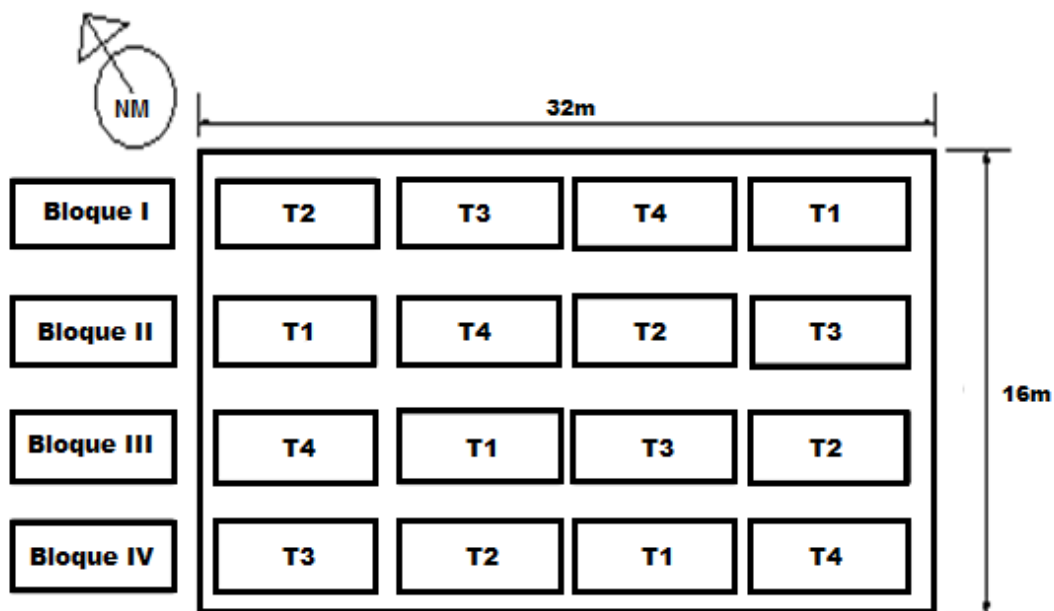 NM
32m
Bloque I T2 T3 T4 T1
Bloque II T1 T4 T2 T3
16m
Bloque III T4 T1 T3 T2
Bloque IV T3 T2 T1 T4